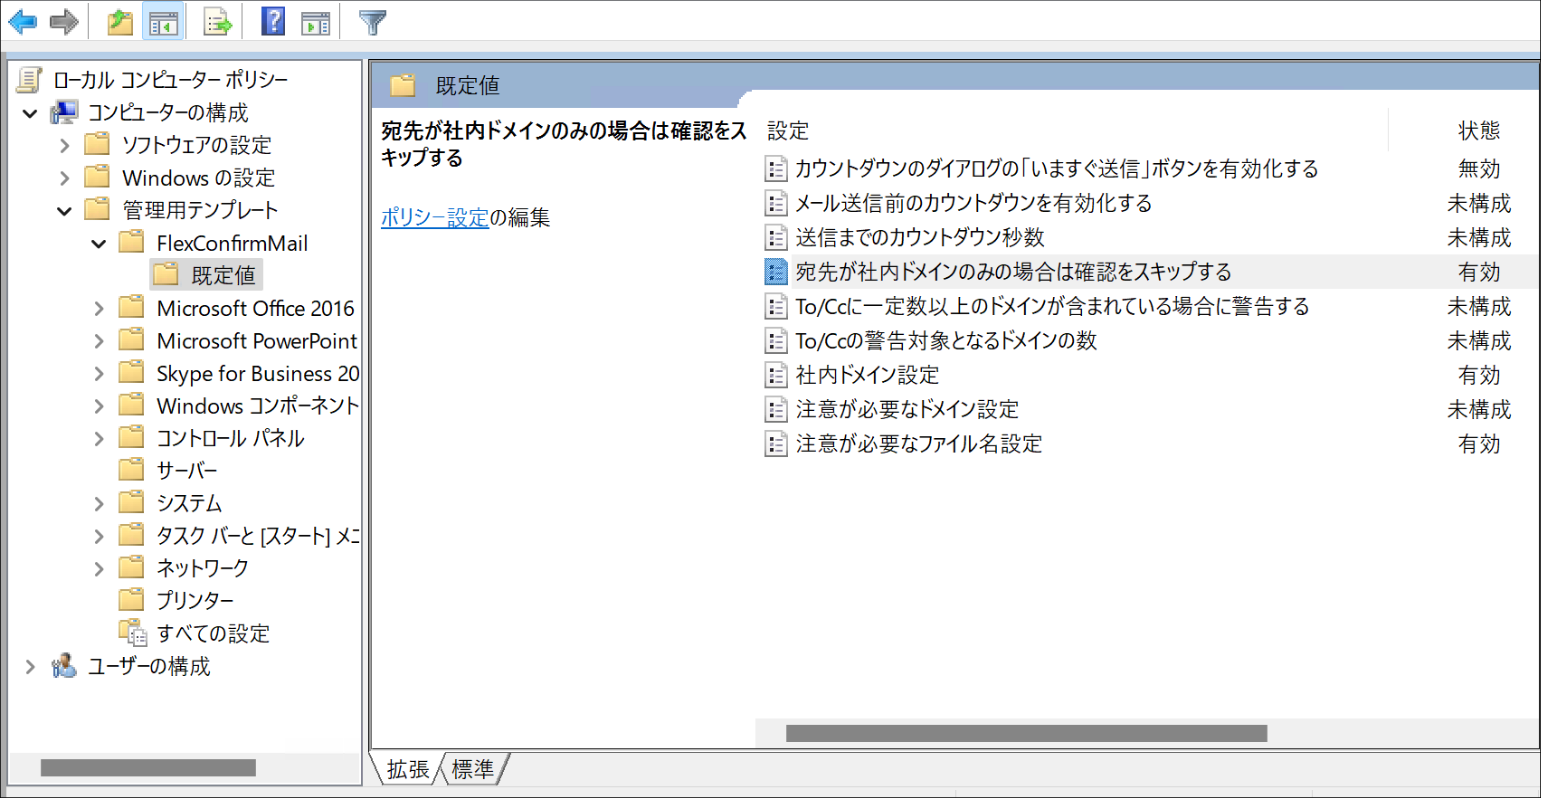 ローカル コンピューター ポリシー
コンピューターの構成
ソフトウェアの設定
Windows の設定
管理用テンプレート
FlexConfirmMail
既定値
Microsoft Office 2016
Microsoft PowerPoint
Skype for Business 20
Windows コンポーネント
コントロール パネル
サーバー
システム
タスク バーと [スタート] メニ
ネットワーク
プリンター
すべての設定
ユーザーの構成
既定値
宛先が社内ドメインのみの場合は確認をス
キップする
ポリシー設定の編集
設定 状態
カウントダウンのダイアログの「いますぐ送信」ボタンを有効化する 無効
メール送信前のカウントダウンを有効化する 未構成
送信までのカウントダウン秒数 未構成
宛先が社内ドメインのみの場合は確認をスキップする 有効
To/Ccに一定数以上のドメインが含まれている場合に警告する 未構成
To/Ccの警告対象となるドメインの数 未構成
社内ドメイン設定 有効
注意が必要なドメイン設定 未構成
注意が必要なファイル名設定 有効
拡張 標準